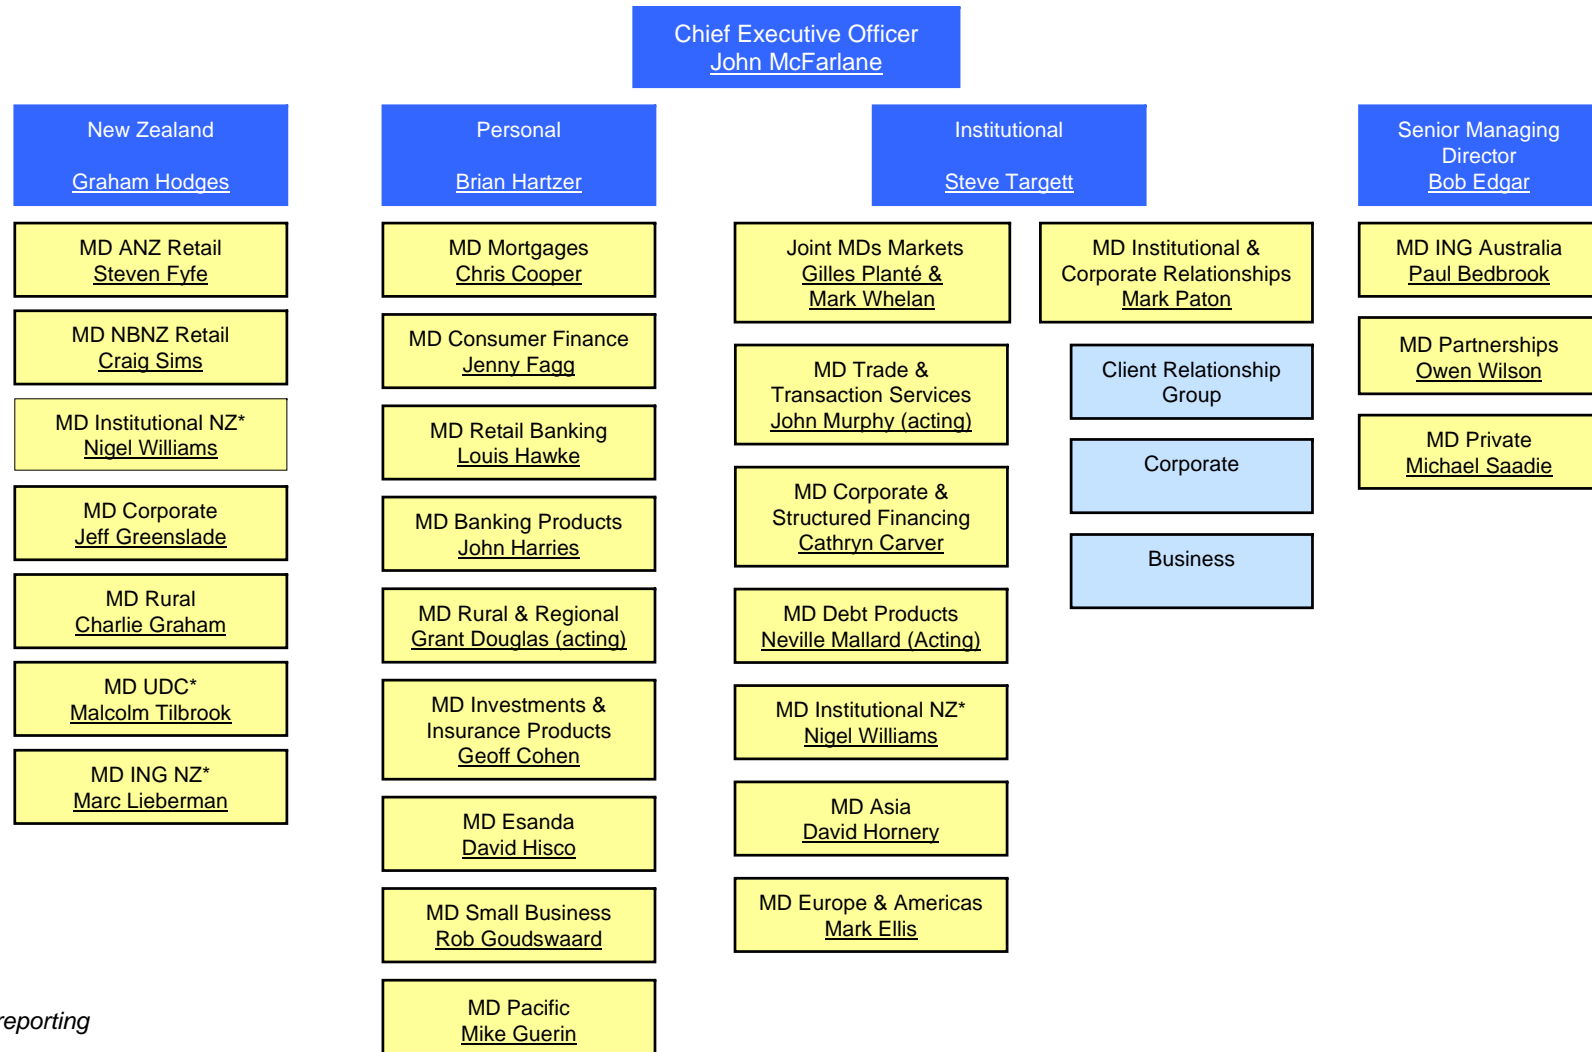 Chief Executive Officer
John McFarlane
New Zealand
Graham Hodges
MD ANZ Retail
Steven Fyfe
MD NBNZ Retail
Craig Sims
MD Institutional NZ*
Nigel Williams
MD Corporate
Jeff Greenslade
MD Rural
Charlie Graham
MD UDC*
Malcolm Tilbrook
MD ING NZ*
Marc Lieberman
Personal
Brian Hartzer
MD Mortgages
Chris Cooper
MD Consumer Finance
Jenny Fagg
MD Retail Banking
Louis Hawke
MD Banking Products
John Harries
MD Rural & Regional
Grant Douglas (acting)
MD Investments &
Insurance Products
Geoff Cohen
MD Esanda
David Hisco
MD Small Business
Rob Goudswaard
MD Pacific
Mike Guerin
Institutional
Steve Targett
Joint MDs Markets
Gilles Planté &
Mark Whelan
MD Trade &
Transaction Services
John Murphy (acting)
MD Corporate &
Structured Financing
Cathryn Carver
MD Debt Products
Neville Mallard (Acting)
MD Institutional NZ*
Nigel Williams
MD Asia
David Hornery
MD Europe & Americas
Mark Ellis
MD Institutional &
Corporate Relationships
Mark Paton
Client Relationship
Group
Corporate
Business
Senior Managing
Director
Bob Edgar
MD ING Australia
Paul Bedbrook
MD Partnerships
Owen Wilson
MD Private
Michael Saadie
reporting